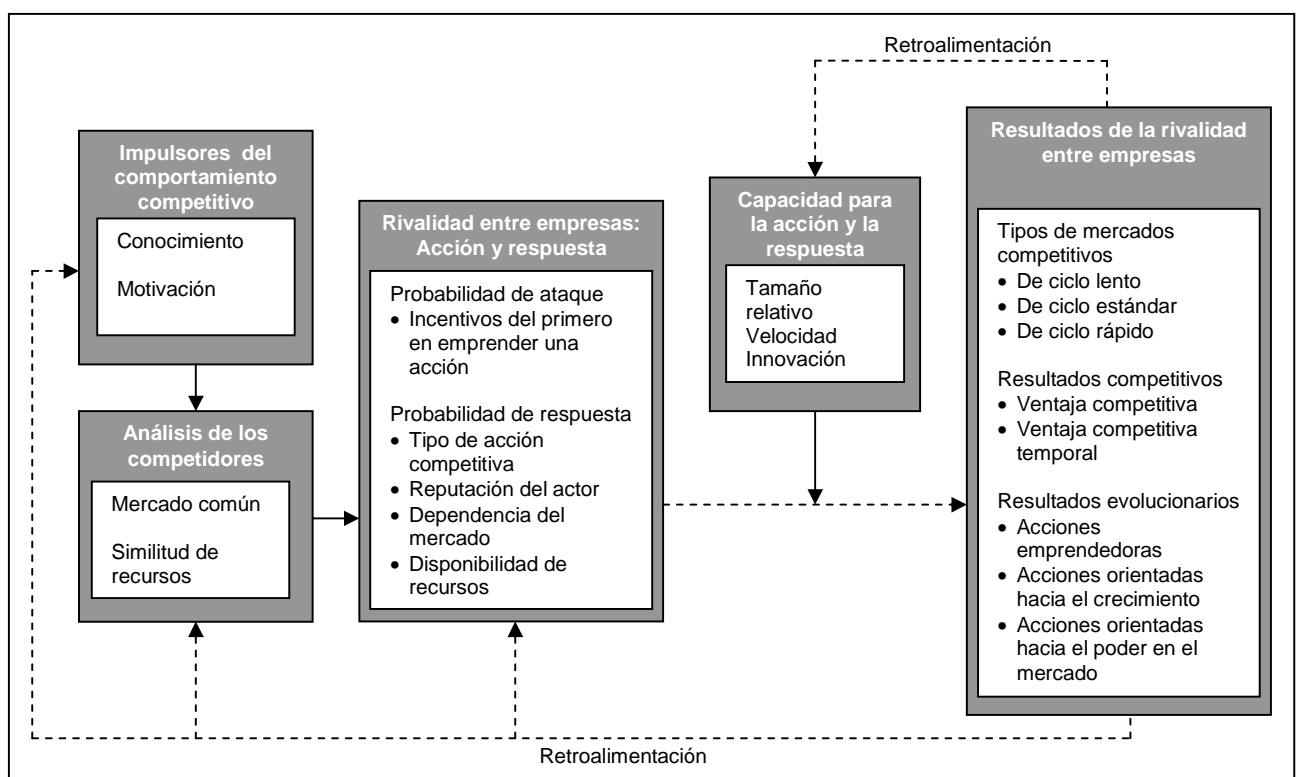 Retroalimentación
Impulsores del
comportamiento
competitivo
Conocimiento
Motivación
Análisis de los
competidores
Mercado común
Similitud de
recursos
Rivalidad entre empresas:
Acción y respuesta
Probabilidad de ataque
• Incentivos del primero
en emprender una
acción
Probabilidad de respuesta
• Tipo de acción
competitiva
• Reputación del actor
• Dependencia del
mercado
• Disponibilidad de
recursos
Capacidad para
la acción y la
respuesta
Tamaño
relativo
Velocidad
Innovación
Resultados de la rivalidad
entre empresas
Tipos de mercados
competitivos
• De ciclo lento
• De ciclo estándar
• De ciclo rápido
Resultados competitivos
• Ventaja competitiva
• Ventaja competitiva
temporal
Resultados evolucionarios
• Acciones
emprendedoras
• Acciones orientadas
hacia el crecimiento
• Acciones orientadas
hacia el poder en el
mercado
Retroalimentación